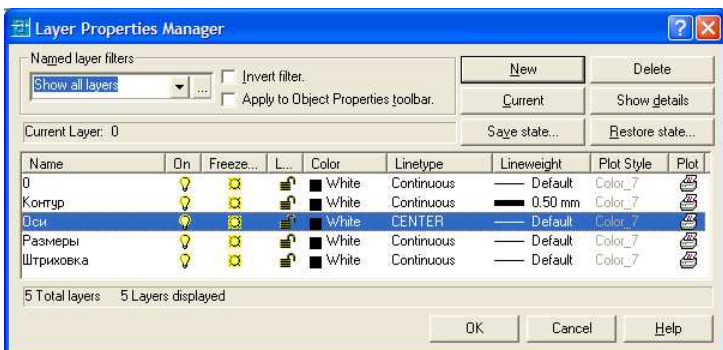 Layer Properties Manager
Named layer filters
Show all layers
...
Invert filter.
Apply to Object Properties toolbar.
New
Delete
Current
Show details
Current Layer: 0
Save state...
Restore state...
Name On Freeze... L... Color Linetype Lineweight Plot Style Plot
0 White Continuous Default Color_7
Контур White Continuous 0.50 mm Color_7
Оси White CENTER Default Color_7
Размеры White Continuous Default Color_7
Штриховка White Continuous Default Color_7
5 Total layers 5 Layers displayed
OK Cancel Help